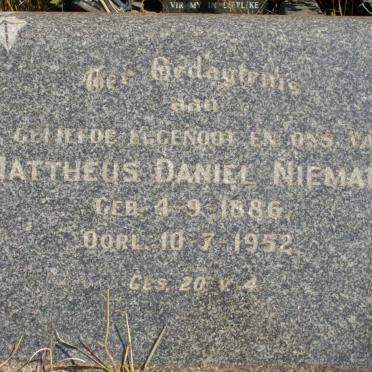 VIR MY IN LIEFLIKE
Ter Gedagtenis
aan
GELIEFDE EGGENOOT EN ONS VA
MATTHEUS DANIEL NIEMA
GEB. 4-9-1886.
OORL. 10-7-1952.
GES. 20 V. 4